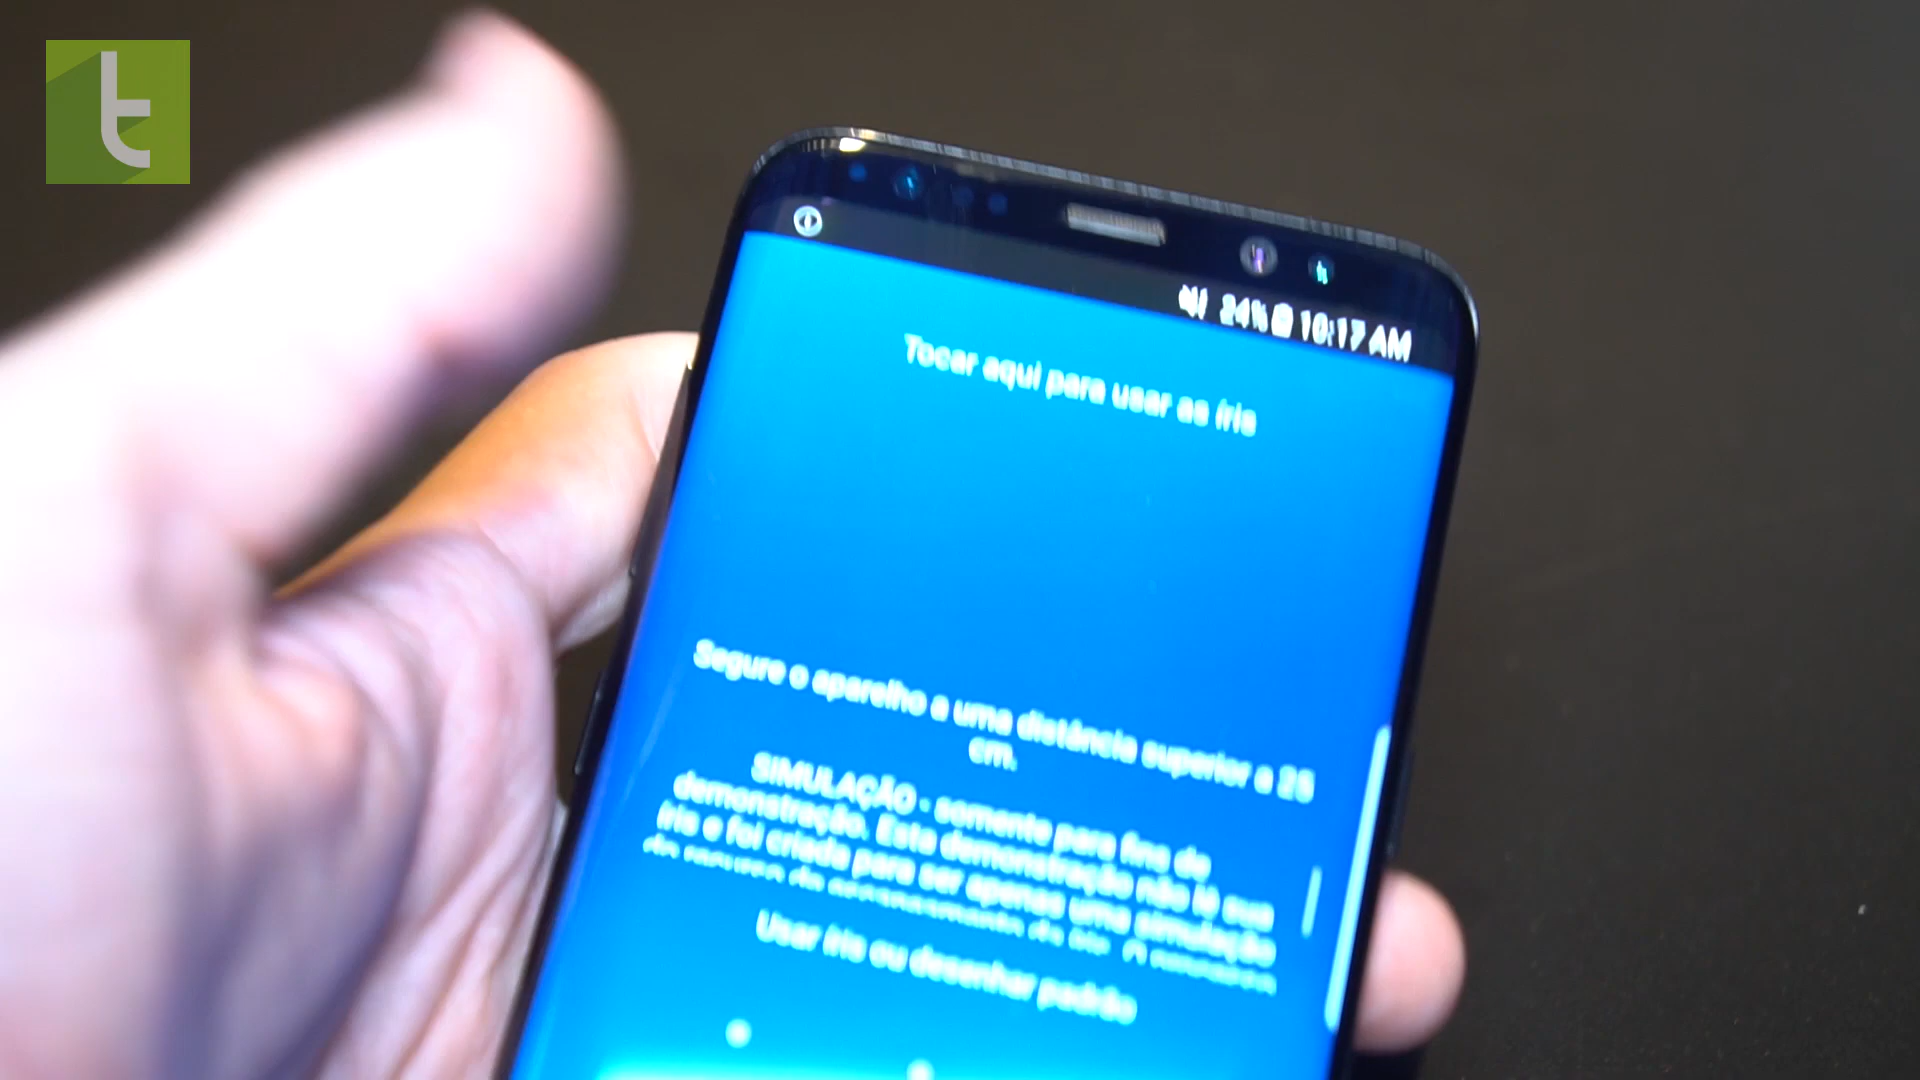 t
24% 10:17 AM
Tocar aqui para usar as íris
Segure o aparelho a uma distância superior a 25
cm.
SIMULAÇÃO - somente para fins de
demonstração. Esta demonstração não lê sua
íris e foi criada para ser apenas uma simulação
Usar íris ou desenhar padrão